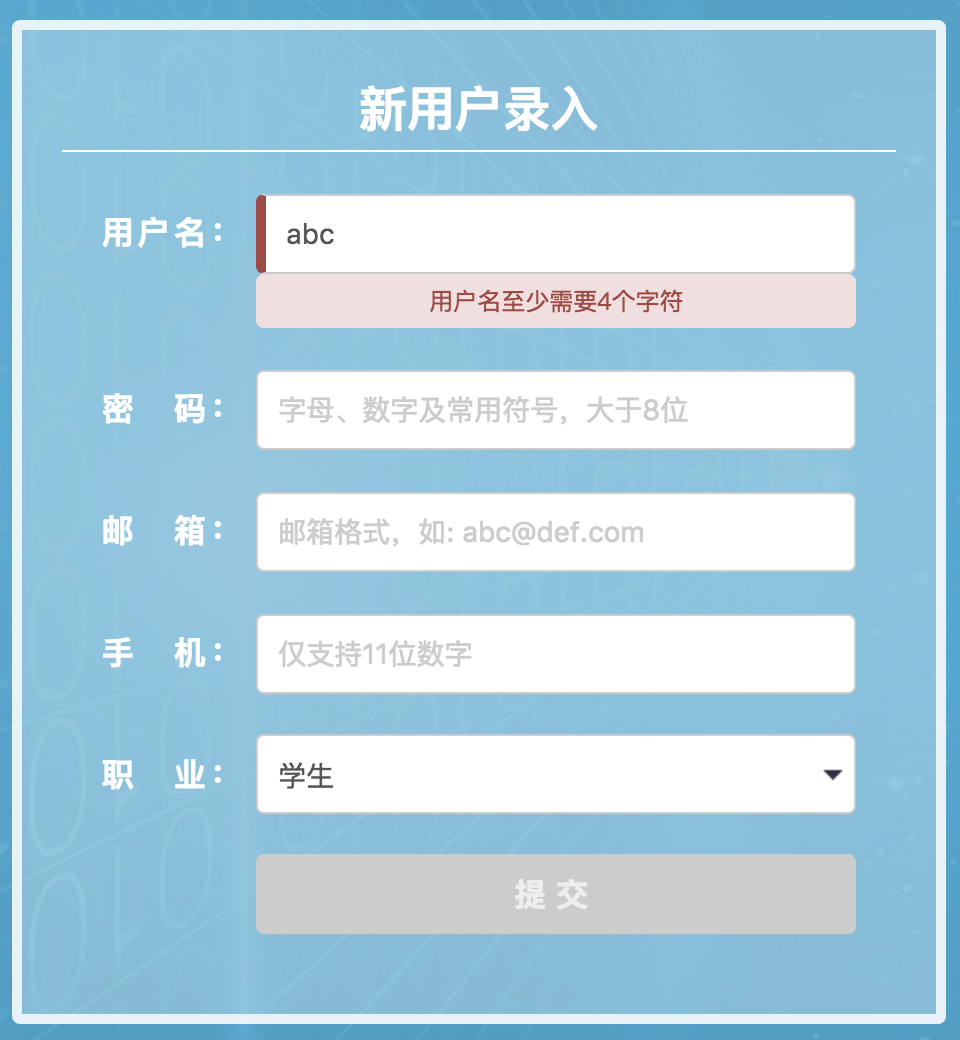 新用户录入
用户名： abc
用户名至少需要4个字符
密 码： 字母、数字及常用符号，大于8位
邮 箱： 邮箱格式，如: abc@def.com
手 机： 仅支持11位数字
职 业： 学生
提 交